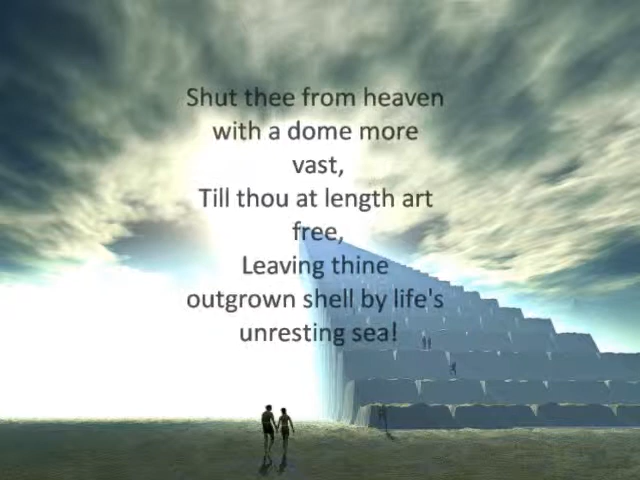 Shut thee from heaven
with a dome more
vast,
Till thou at length art
free,
Leaving thine
outgrown shell by life's
unresting sea!